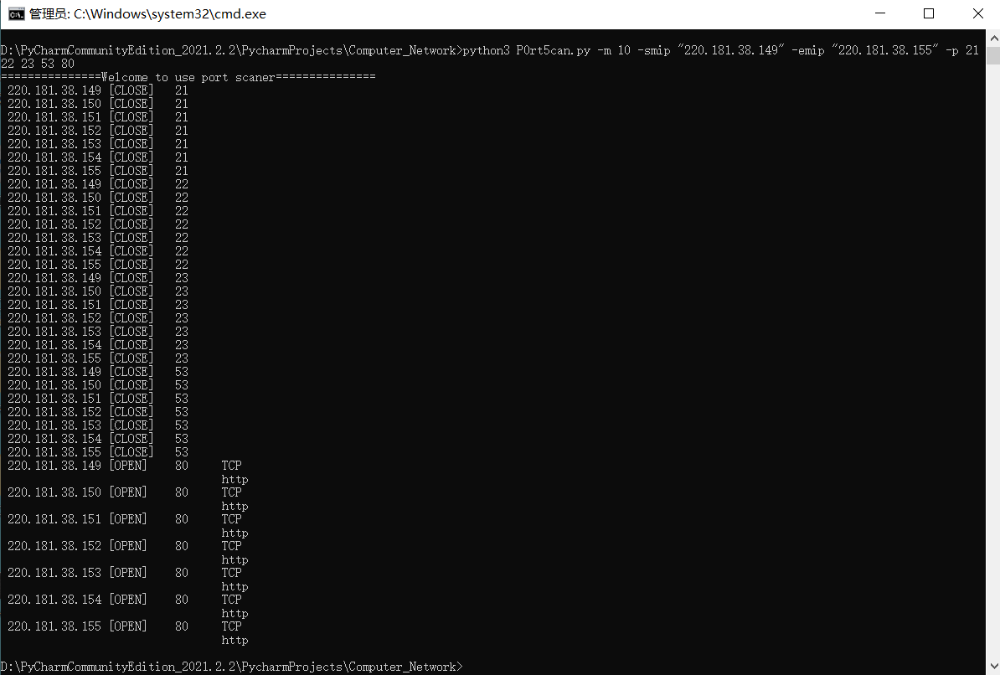 管理员: C:\Windows\system32\cmd.exe
D:\PyCharmCommunityEdition_2021.2.2\PycharmProjects\Computer_Network>python3 P0rt5can.py -m 10 -smip "220.181.38.149" -emip "220.181.38.155" -p 21
22 23 53 80
===============Welcome to use port scaner===============
220.181.38.149 [CLOSE] 21
220.181.38.150 [CLOSE] 21
220.181.38.151 [CLOSE] 21
220.181.38.152 [CLOSE] 21
220.181.38.153 [CLOSE] 21
220.181.38.154 [CLOSE] 21
220.181.38.155 [CLOSE] 21
220.181.38.149 [CLOSE] 22
220.181.38.150 [CLOSE] 22
220.181.38.151 [CLOSE] 22
220.181.38.152 [CLOSE] 22
220.181.38.153 [CLOSE] 22
220.181.38.154 [CLOSE] 22
220.181.38.155 [CLOSE] 22
220.181.38.149 [CLOSE] 23
220.181.38.150 [CLOSE] 23
220.181.38.151 [CLOSE] 23
220.181.38.152 [CLOSE] 23
220.181.38.153 [CLOSE] 23
220.181.38.154 [CLOSE] 23
220.181.38.155 [CLOSE] 23
220.181.38.149 [CLOSE] 53
220.181.38.150 [CLOSE] 53
220.181.38.151 [CLOSE] 53
220.181.38.152 [CLOSE] 53
220.181.38.153 [CLOSE] 53
220.181.38.154 [CLOSE] 53
220.181.38.155 [CLOSE] 53
220.181.38.149 [OPEN] 80 TCP
http
220.181.38.150 [OPEN] 80 TCP
http
220.181.38.151 [OPEN] 80 TCP
http
220.181.38.152 [OPEN] 80 TCP
http
220.181.38.153 [OPEN] 80 TCP
http
220.181.38.154 [OPEN] 80 TCP
http
220.181.38.155 [OPEN] 80 TCP
http
D:\PyCharmCommunityEdition_2021.2.2\PycharmProjects\Computer_Network>